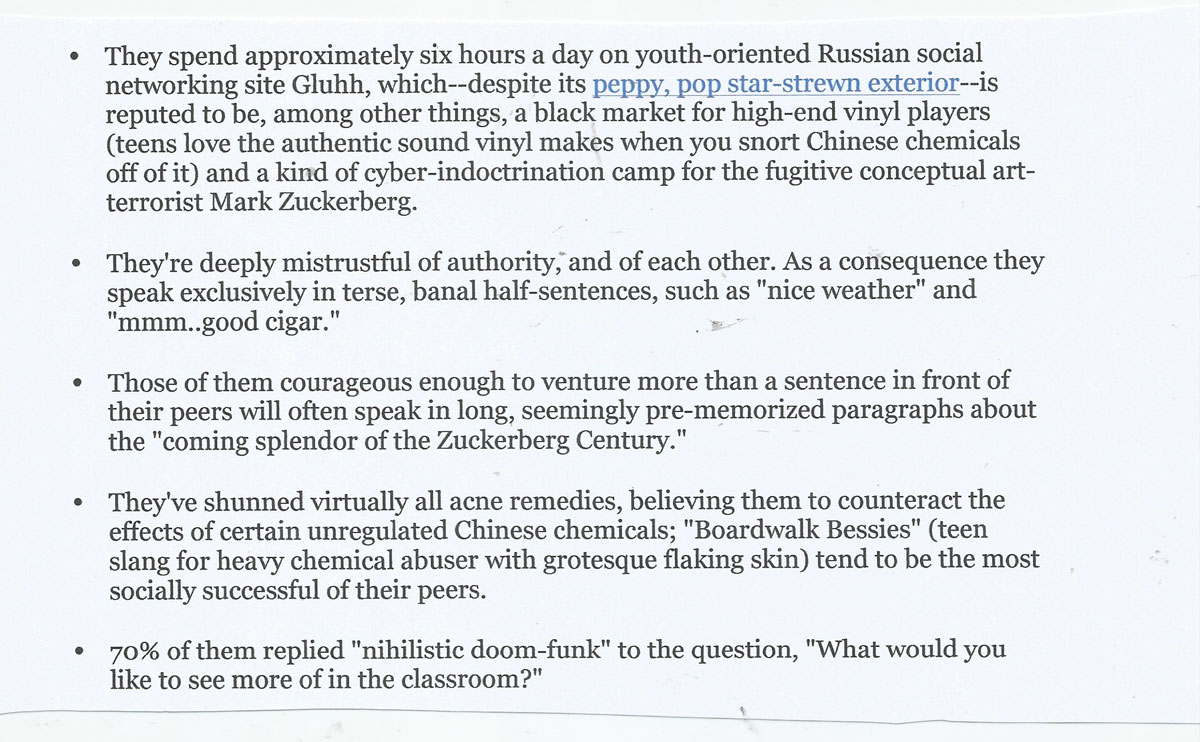 • They spend approximately six hours a day on youth-oriented Russian social
networking site Gluhh, which--despite its peppy, pop star-strewn exterior--is
reputed to be, among other things, a black market for high-end vinyl players
(teens love the authentic sound vinyl makes when you snort Chinese chemicals
off of it) and a kind of cyber-indoctrination camp for the fugitive conceptual art-
terrorist Mark Zuckerberg.
• They're deeply mistrustful of authority, and of each other. As a consequence they
speak exclusively in terse, banal half-sentences, such as "nice weather" and
"mmm..good cigar."
• Those of them courageous enough to venture more than a sentence in front of
their peers will often speak in long, seemingly pre-memorized paragraphs about
the "coming splendor of the Zuckerberg Century."
• They've shunned virtually all acne remedies, believing them to counteract the
effects of certain unregulated Chinese chemicals; "Boardwalk Bessies" (teen
slang for heavy chemical abuser with grotesque flaking skin) tend to be the most
socially successful of their peers.
• 70% of them replied "nihilistic doom-funk" to the question, "What would you
like to see more of in the classroom?"